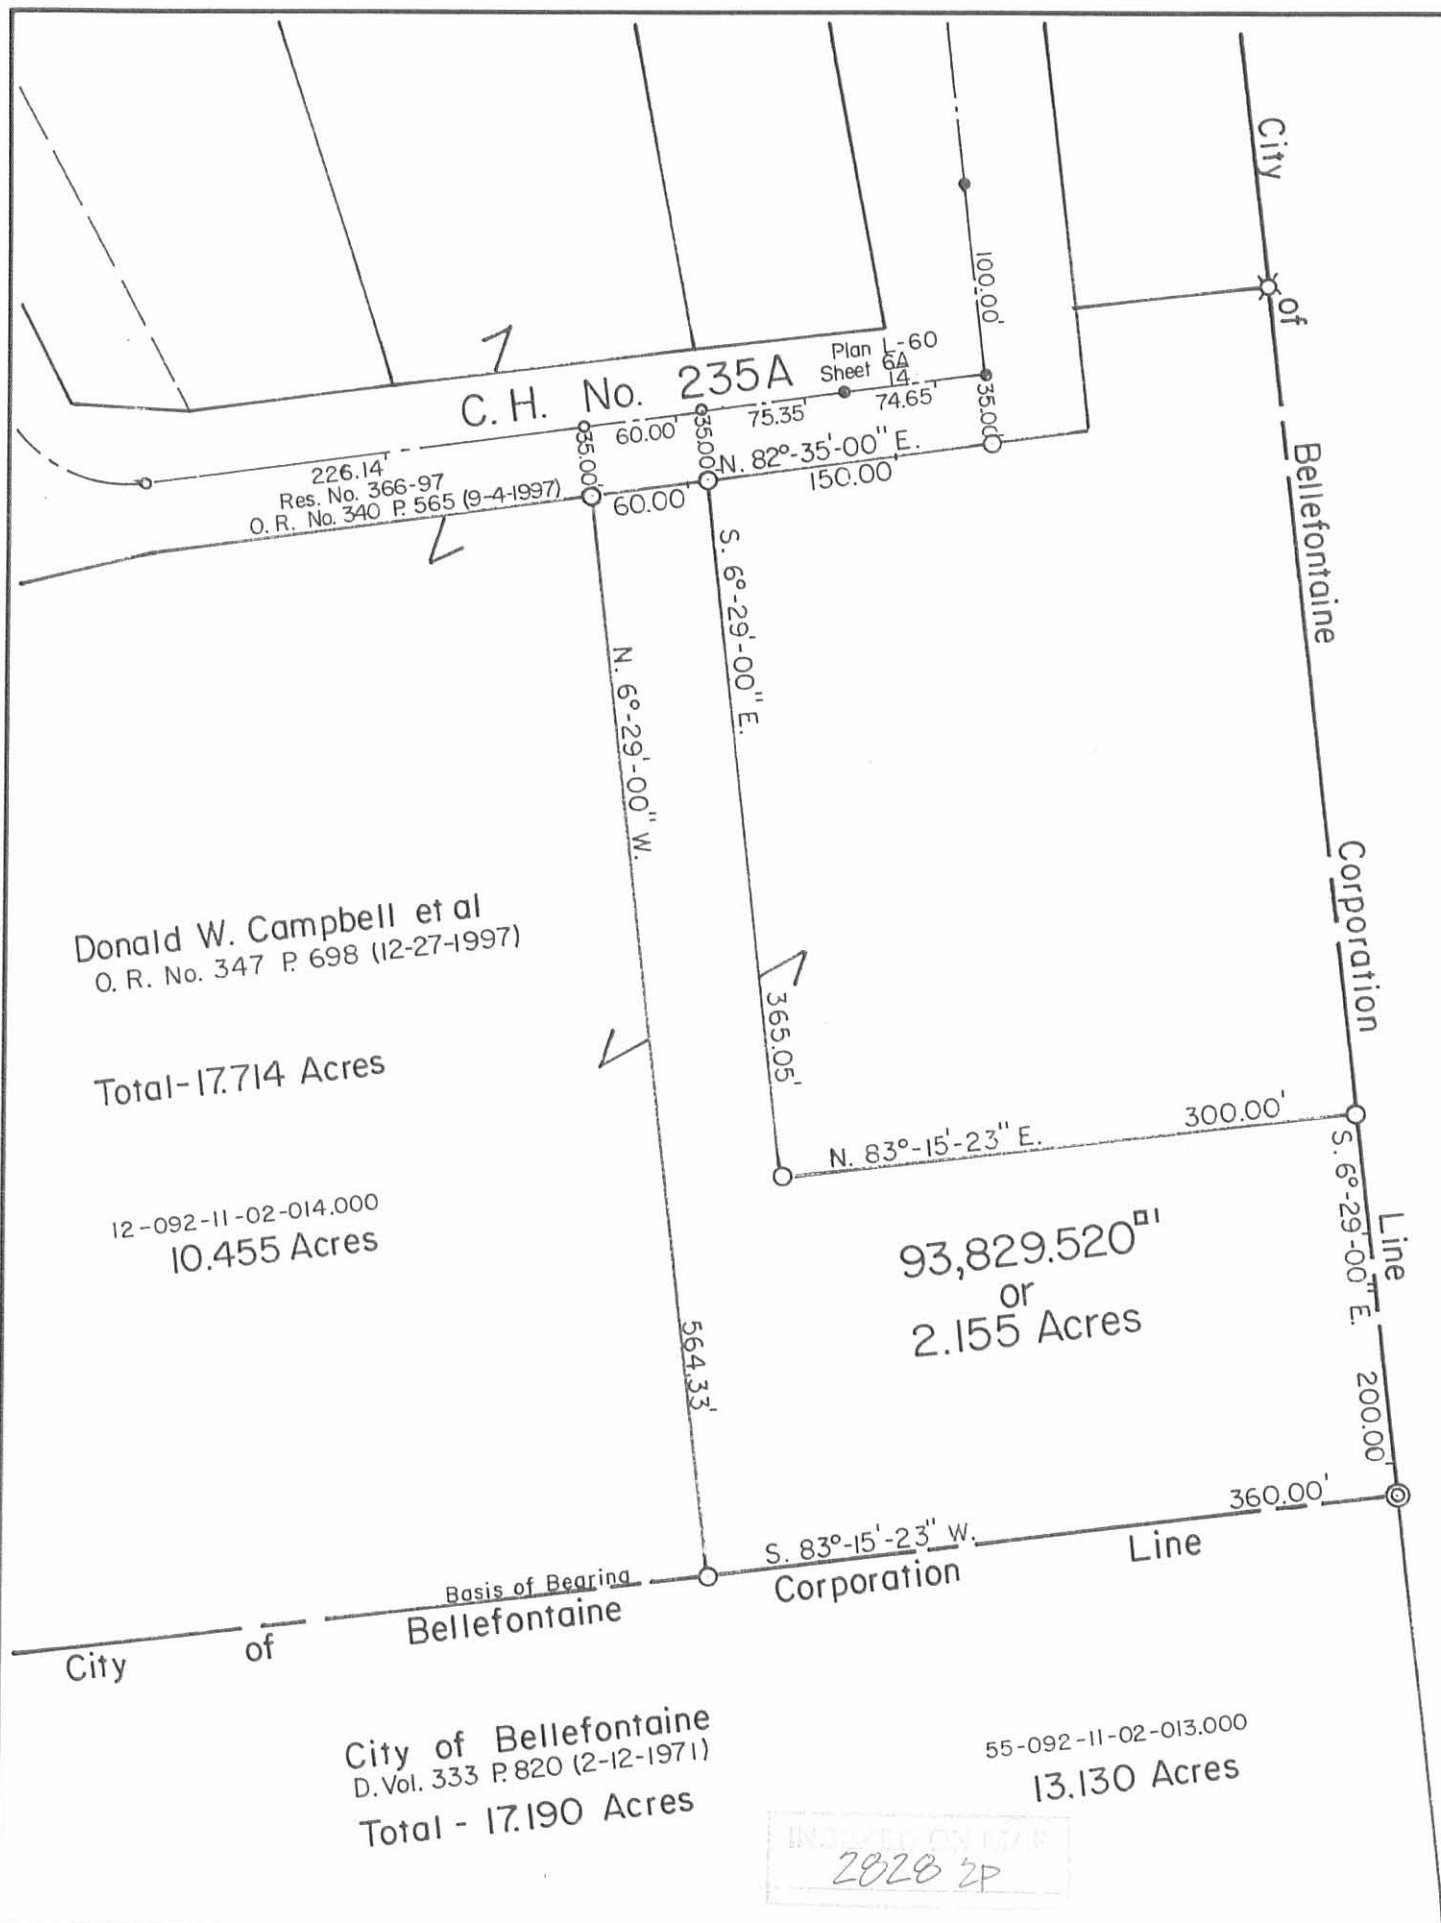 City
of
Bellefontaine
Corporation
Line
100.00'
Plan L-60
Sheet 6A
14
C. H. No. 235A
60.00'
75.35'
74.65'
35.00'
35.00'
35.00'
226.14'
Res. No. 366-97
O. R. No. 340 P. 565 (9-4-1997)
60.00'
N. 82°-35'-00" E.
150.00'
S. 6°-29'-00" E.
365.05'
N. 6°-29'-00" W.
564.33'
Donald W. Campbell et al
O. R. No. 347 P. 698 (12-27-1997)
Total-17.714 Acres
12-092-11-02-014.000
10.455 Acres
N. 83°-15'-23" E.
300.00'
93,829.520□'
or
2.155 Acres
S. 6°-29'-00" E.
200.00'
360.00'
S. 83°-15'-23" W.
Basis of Bearing
City of Bellefontaine Corporation Line
City of Bellefontaine
D. Vol. 333 P. 820 (2-12-1971)
Total - 17.190 Acres
55-092-11-02-013.000
13.130 Acres
2828 2P